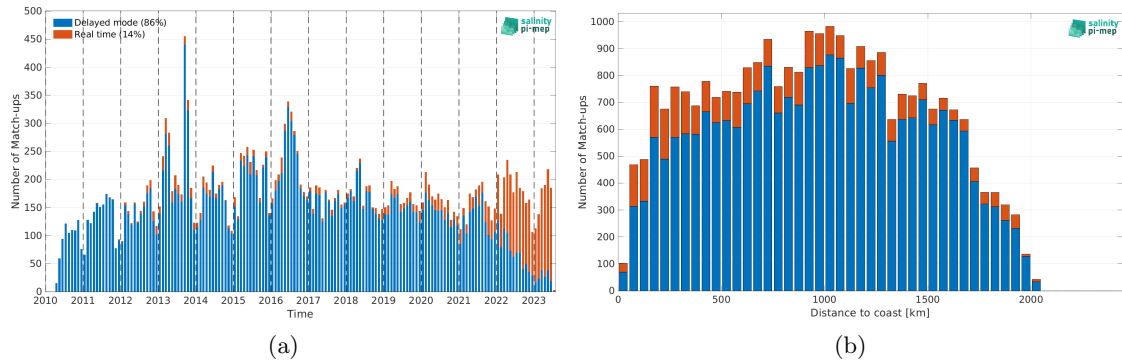 Delayed mode (86%)
Real time (14%)
salinity
pi-mep
Number of Match-ups
500
450
400
350
300
250
200
150
100
50
0
2010 2011 2012 2013 2014 2015 2016 2017 2018 2019 2020 2021 2022 2023
Time
(a)
salinity
pi-mep
Number of Match-ups
1000
900
800
700
600
500
400
300
200
100
0
0 500 1000 1500 2000
Distance to coast [km]
(b)